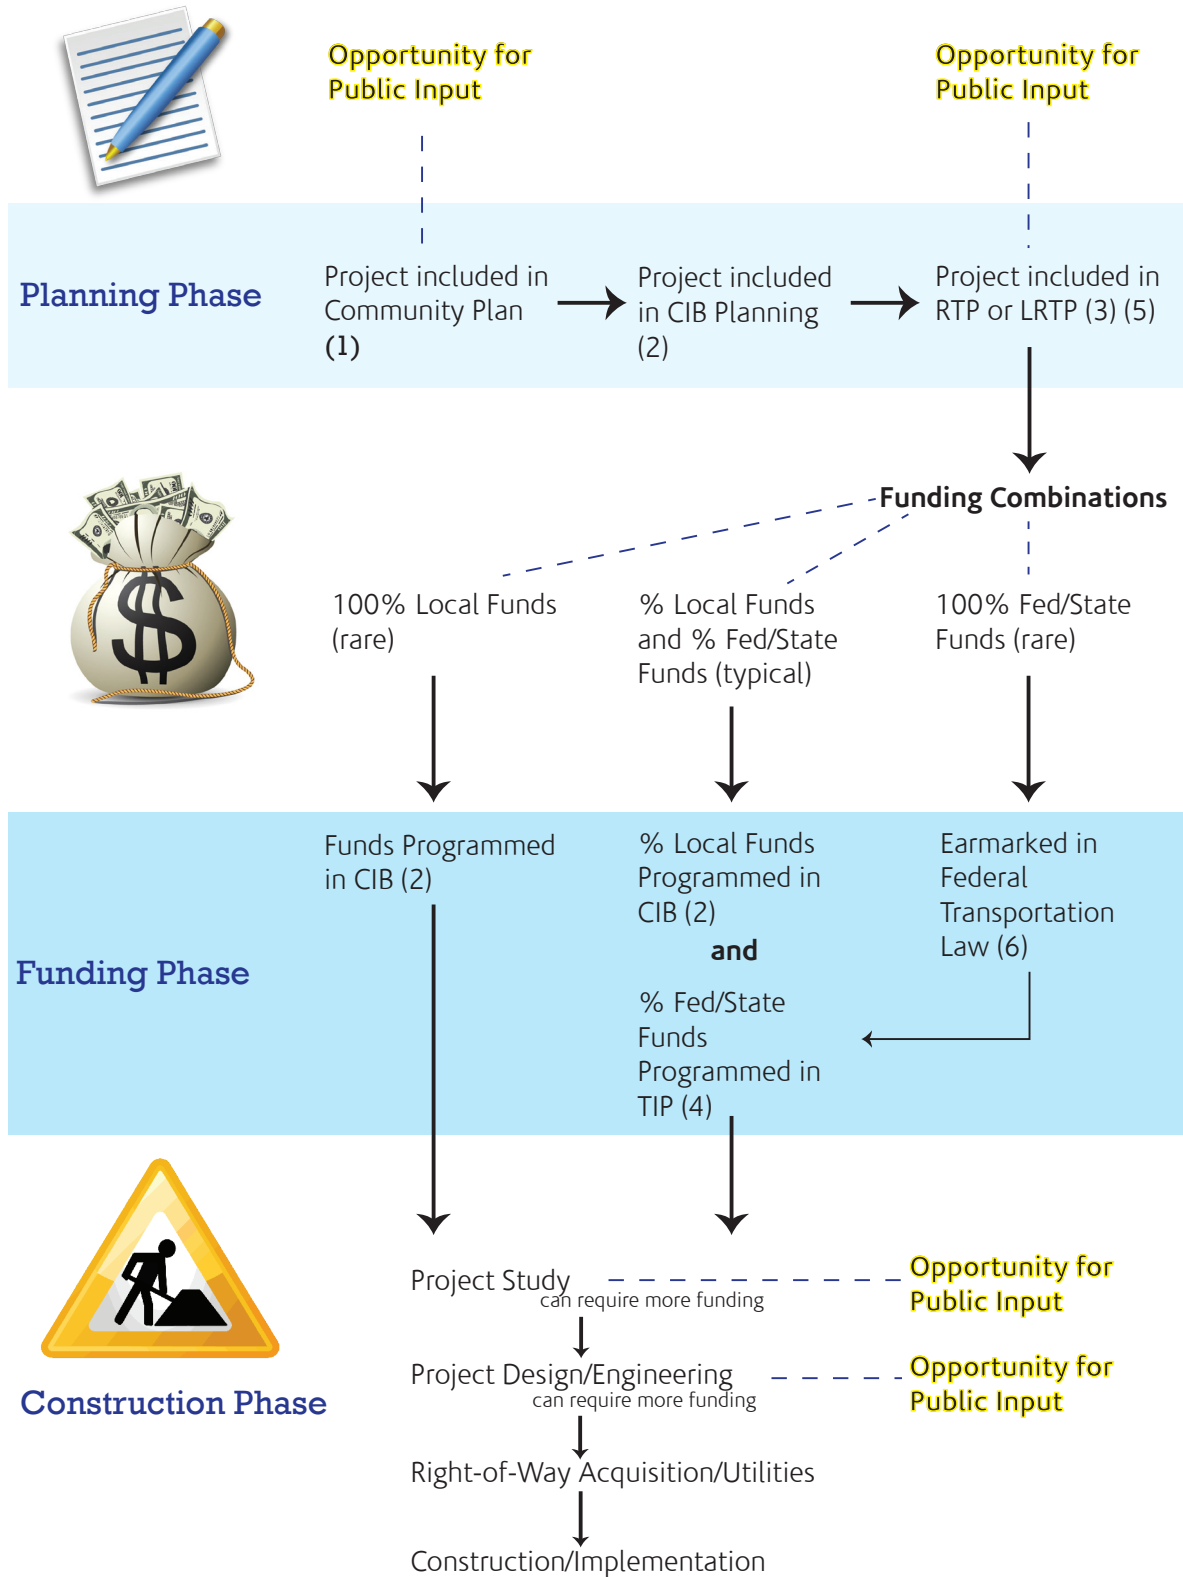 Opportunity for
Public Input
Opportunity for
Public Input
Planning Phase
Project included in
Community Plan
(1)
Project included
in CIB Planning
(2)
Project included in
RTP or LRTP (3) (5)
Funding Combinations
100% Local Funds
(rare)
% Local Funds
and % Fed/State
Funds (typical)
100% Fed/State
Funds (rare)
$
Funding Phase
Funds Programmed
in CIB (2)
% Local Funds
Programmed in
CIB (2)
and
% Fed/State
Funds
Programmed in
TIP (4)
Earmarked in
Federal
Transportation
Law (6)
Construction Phase
Project Study
can require more funding
Opportunity for
Public Input
Project Design/Engineering
can require more funding
Opportunity for
Public Input
Right-of-Way Acquisition/Utilities
Construction/Implementation